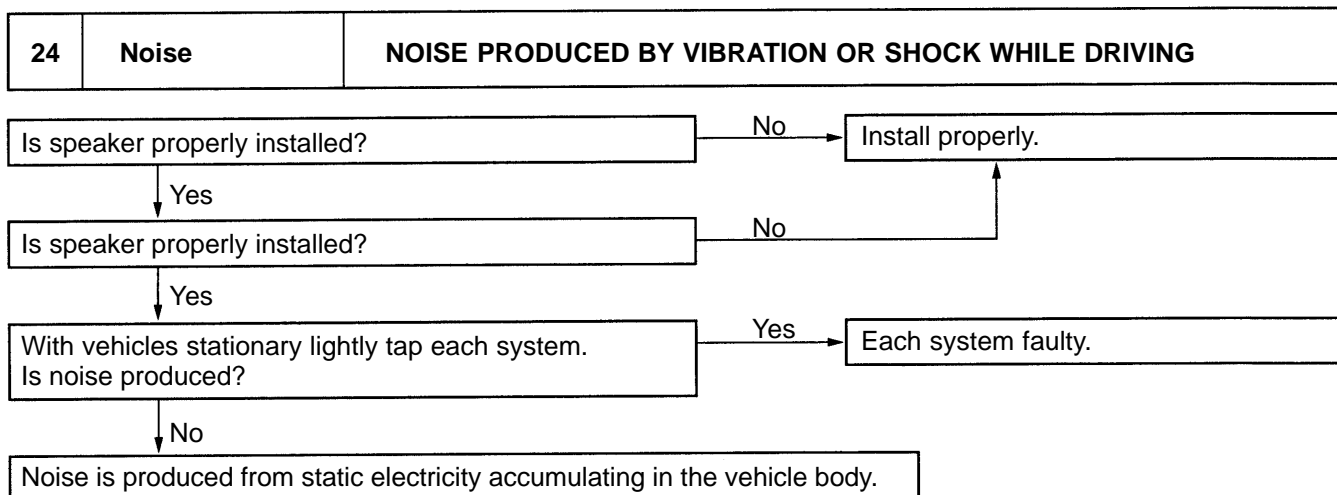 24 Noise NOISE PRODUCED BY VIBRATION OR SHOCK WHILE DRIVING
Is speaker properly installed? No Install properly.
Yes
Is speaker properly installed? No
Yes
With vehicles stationary lightly tap each system. Yes Each system faulty.
Is noise produced?
No
Noise is produced from static electricity accumulating in the vehicle body.